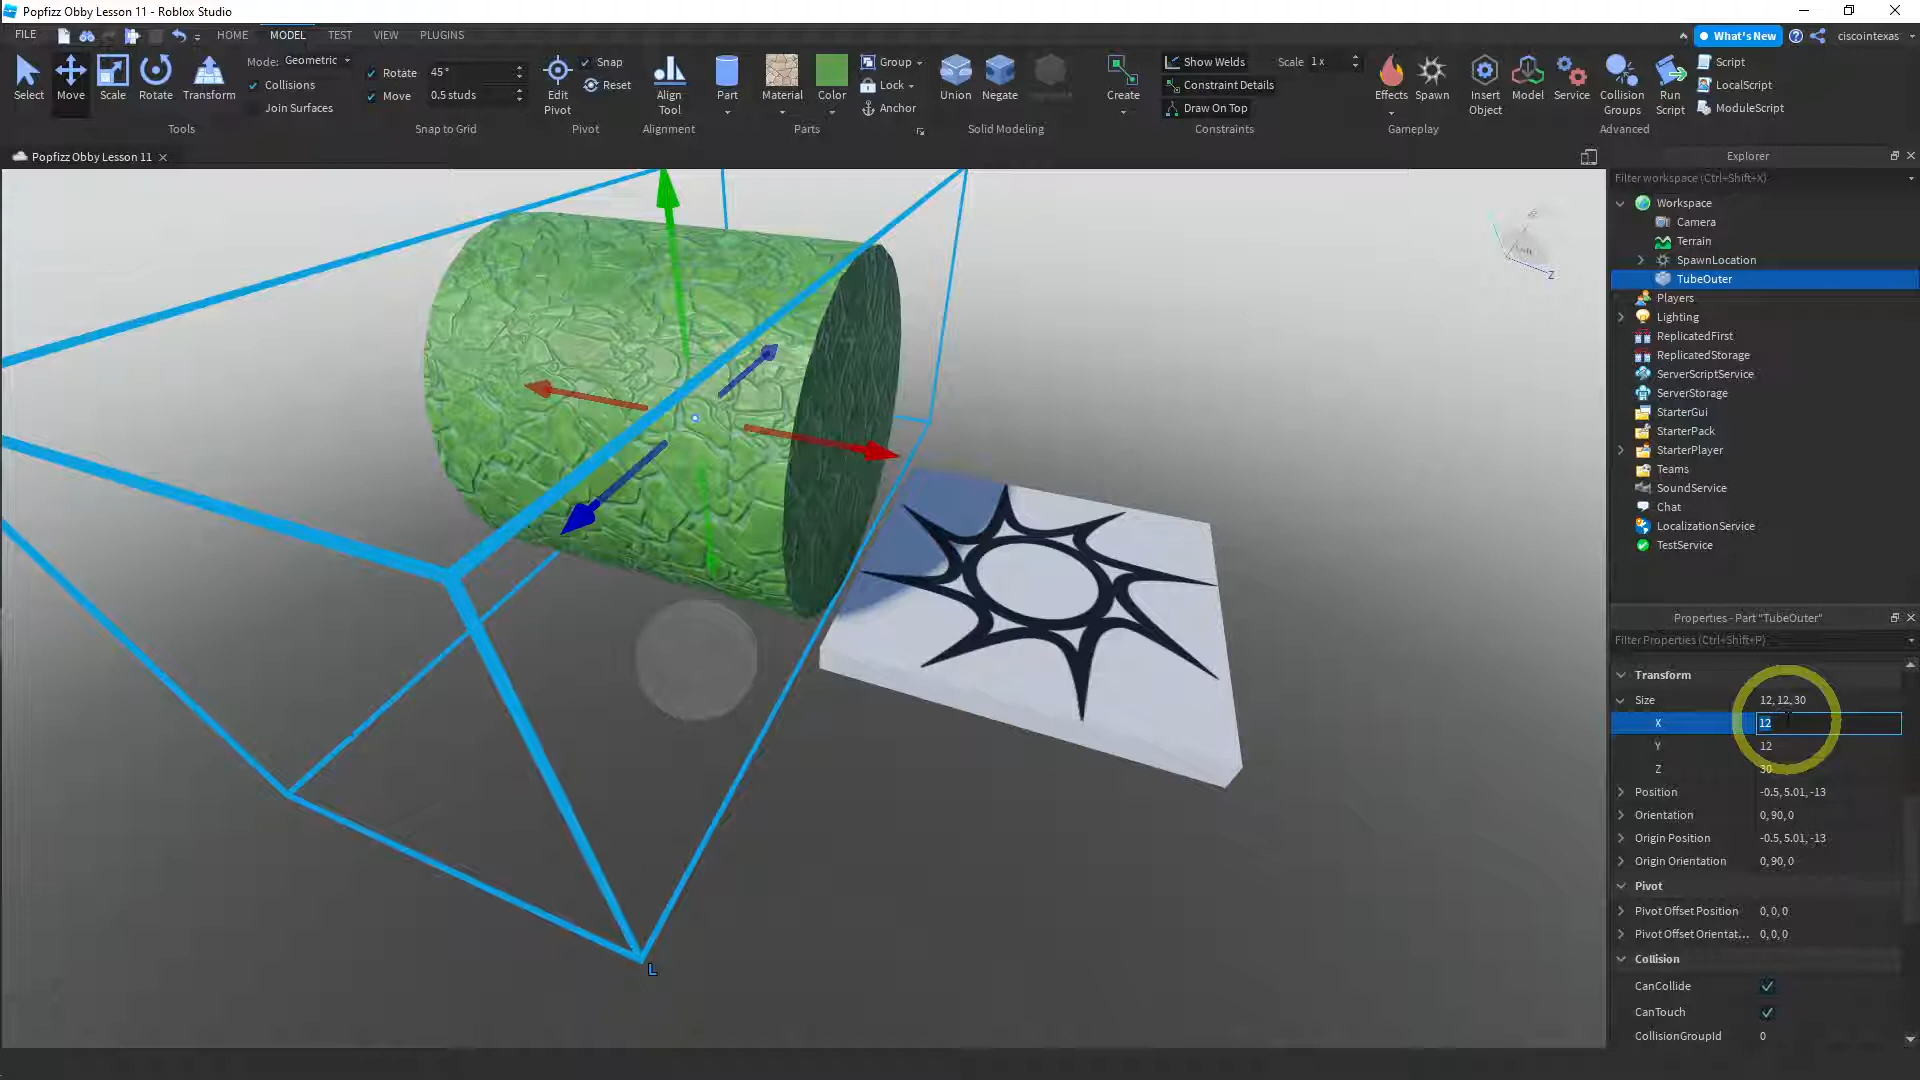 Popfizz Obby Lesson 11 - Roblox Studio
FILE HOME MODEL TEST VIEW PLUGINS What's New ciscointexas
Select Move Scale Rotate Transform
Mode: Geometric
Collisions
Join Surfaces
Tools
Rotate 45°
Move 0.5 studs
Snap to Grid
Edit Pivot
Snap
Reset
Pivot
Align Tool
Alignment
Part Material Color
Group
Lock
Anchor
Parts
Union Negate
Solid Modeling
Create
Show Welds
Constraint Details
Draw On Top
Scale 1 x
Constraints
Effects Spawn
Gameplay
Insert Object
Model
Service
Collision Groups
Run Script
Script
LocalScript
ModuleScript
Advanced
Popfizz Obby Lesson 11
Explorer
Filter workspace (Ctrl+Shift+X)
Workspace
Camera
Terrain
SpawnLocation
TubeOuter
Players
Lighting
ReplicatedFirst
ReplicatedStorage
ServerScriptService
ServerStorage
StarterGui
StarterPack
StarterPlayer
Teams
SoundService
Chat
LocalizationService
TestService
Z
L
Properties - Part "TubeOuter"
Filter Properties (Ctrl+Shift+P)
Transform
Size 12, 12, 30
X 12
Y 12
Z 30
Position -0.5, 5.01, -13
Orientation 0, 90, 0
Origin Position -0.5, 5.01, -13
Origin Orientation 0, 90, 0
Pivot
Pivot Offset Position 0, 0, 0
Pivot Offset Orientat... 0, 0, 0
Collision
CanCollide
CanTouch
CollisionGroupId 0